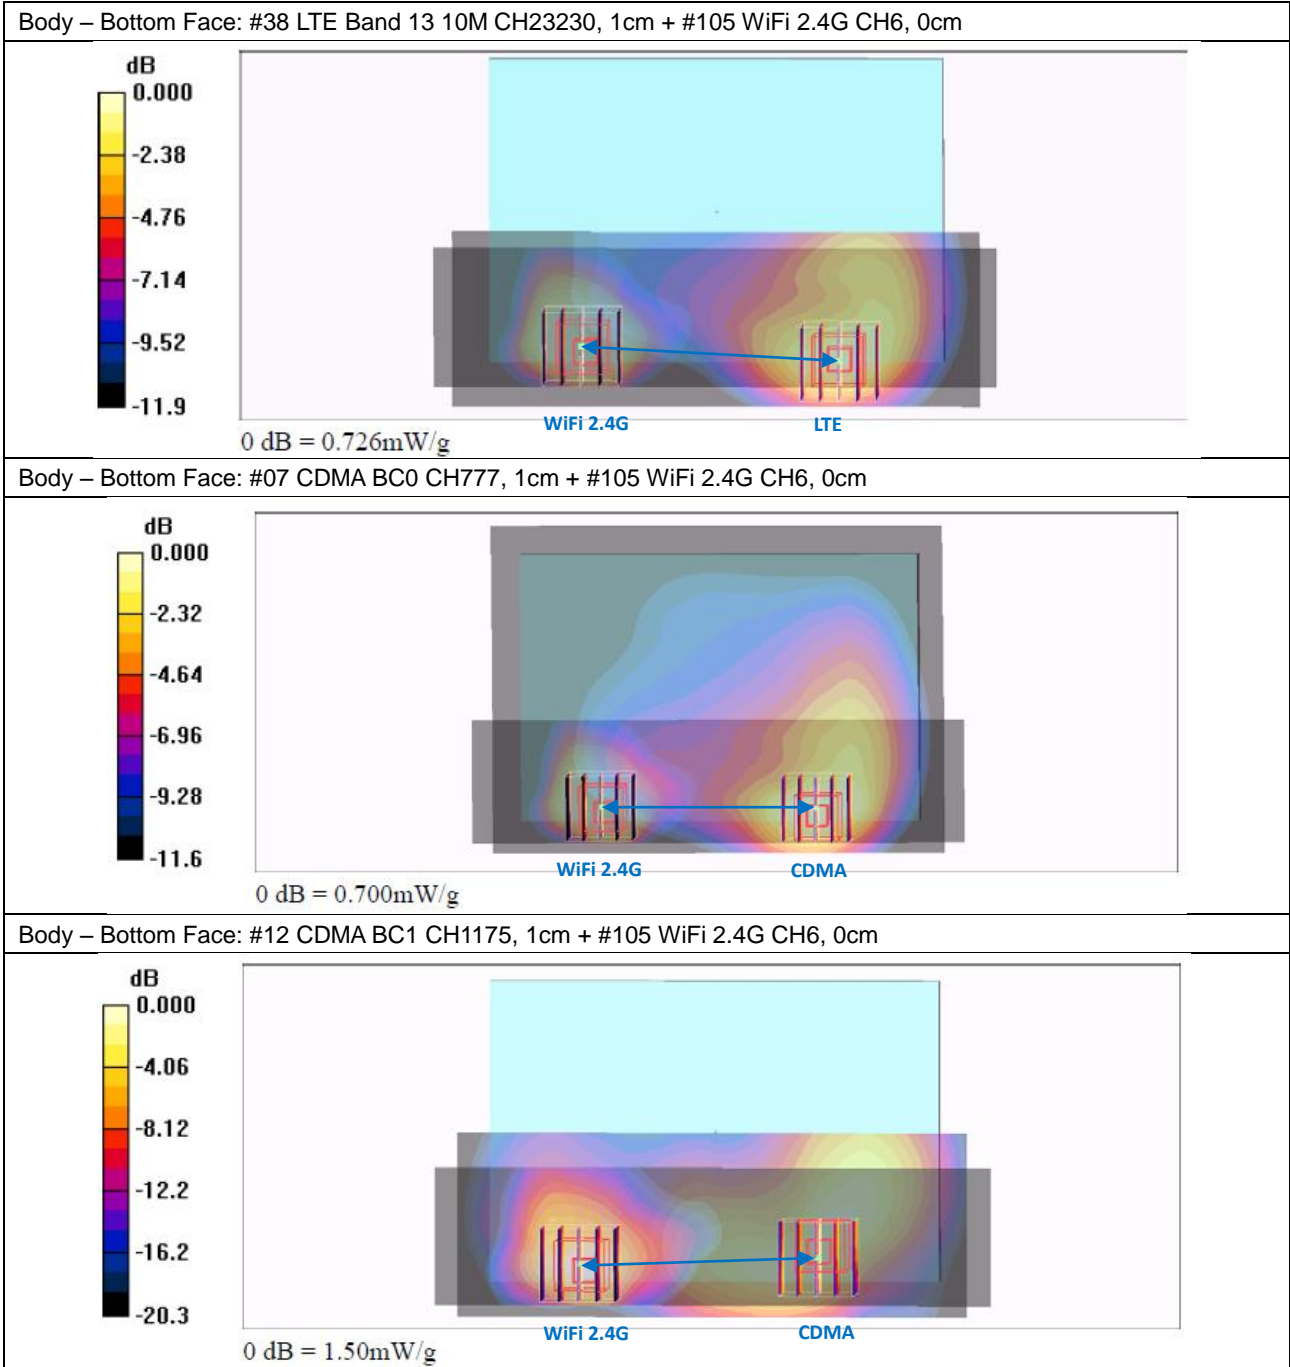 Body – Bottom Face: #38 LTE Band 13 10M CH23230, 1cm + #105 WiFi 2.4G CH6, 0cm
dB
0.000
-2.38
-4.76
-7.14
-9.52
-11.9
WiFi 2.4G
LTE
0 dB = 0.726mW/g
Body – Bottom Face: #07 CDMA BC0 CH777, 1cm + #105 WiFi 2.4G CH6, 0cm
dB
0.000
-2.32
-4.64
-6.96
-9.28
-11.6
WiFi 2.4G
CDMA
0 dB = 0.700mW/g
Body – Bottom Face: #12 CDMA BC1 CH1175, 1cm + #105 WiFi 2.4G CH6, 0cm
dB
0.000
-4.06
-8.12
-12.2
-16.2
-20.3
WiFi 2.4G
CDMA
0 dB = 1.50mW/g